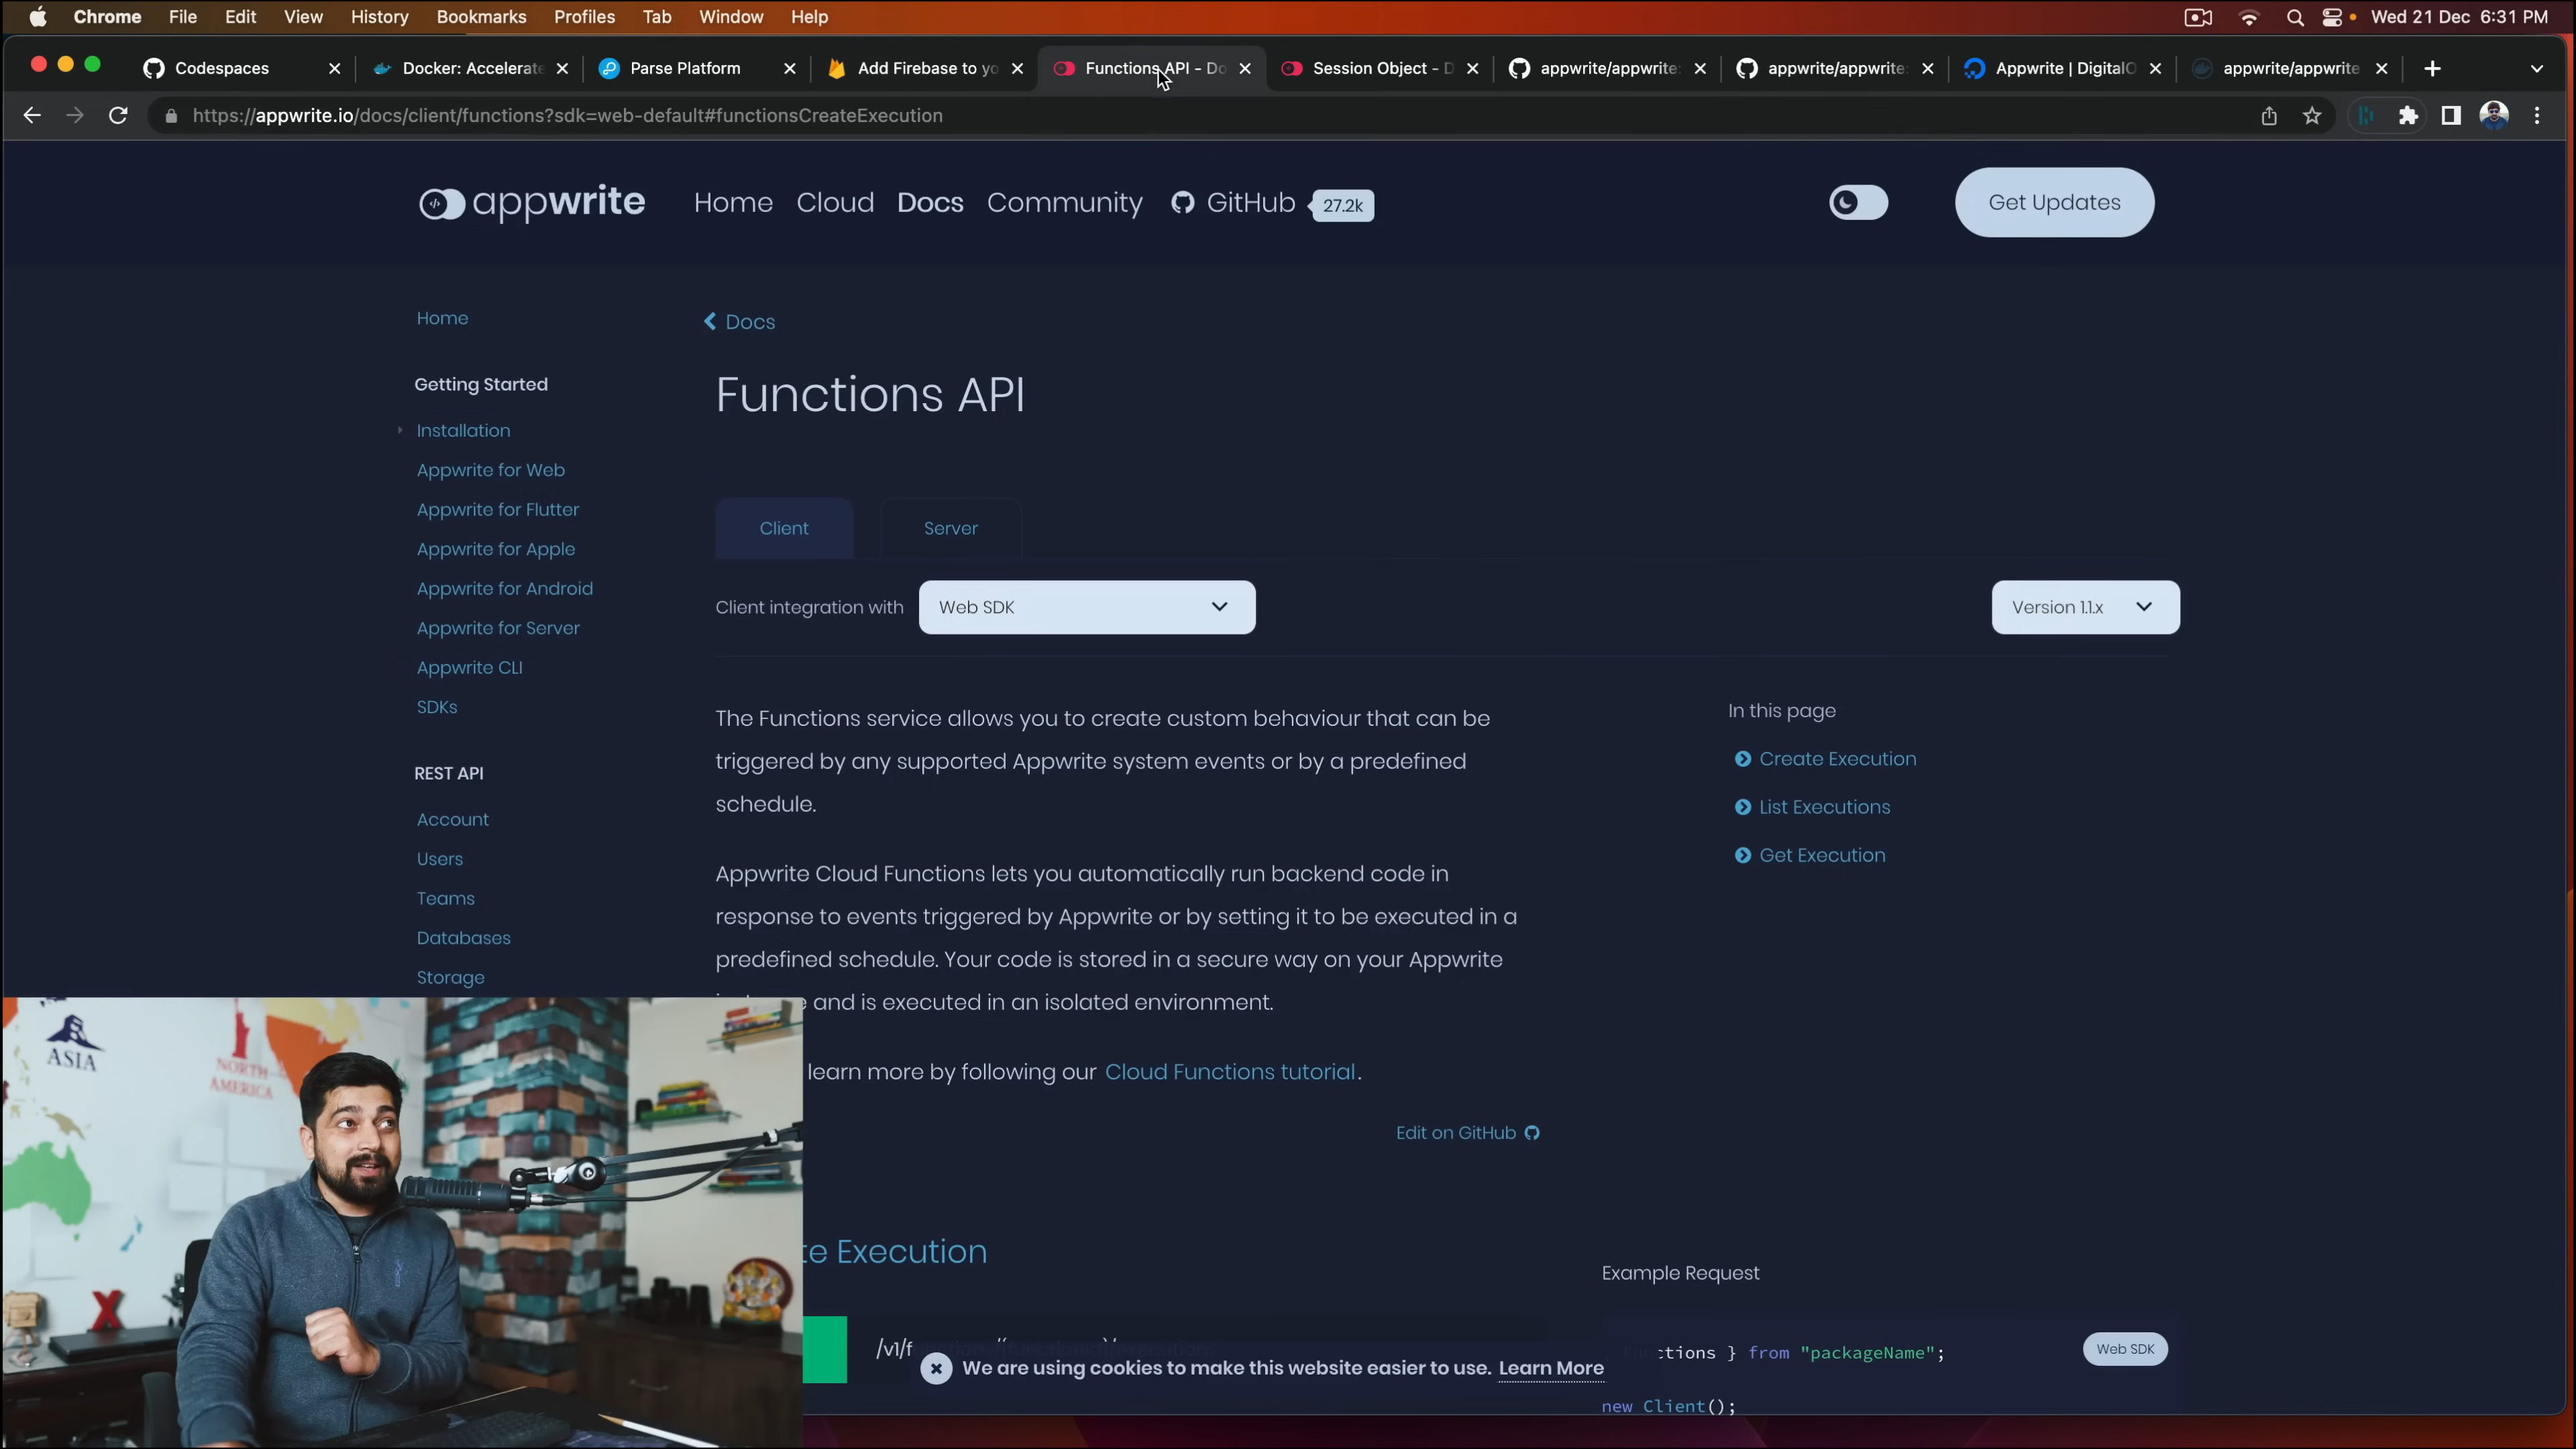 Chrome File Edit View History Bookmarks Profiles Tab Window Help Wed 21 Dec 6:31 PM
Codespaces Docker: Accelerate Parse Platform Add Firebase to yo Functions API - Do Session Object - D appwrite/appwrite: appwrite/appwrite: Appwrite | DigitalO appwrite/appwrite
https://appwrite.io/docs/client/functions?sdk=web-default#functionsCreateExecution
appwrite Home Cloud Docs Community GitHub 27.2k Get Updates
Home
Getting Started
Installation
Appwrite for Web
Appwrite for Flutter
Appwrite for Apple
Appwrite for Android
Appwrite for Server
Appwrite CLI
SDKs
REST API
Account
Users
Teams
Databases
Storage
Docs
Functions API
Client Server
Client integration with Web SDK Version 1.1.x
The Functions service allows you to create custom behaviour that can be
triggered by any supported Appwrite system events or by a predefined
schedule.
Appwrite Cloud Functions lets you automatically run backend code in
response to events triggered by Appwrite or by setting it to be executed in a
predefined schedule. Your code is stored in a secure way on your Appwrite
and is executed in an isolated environment.
learn more by following our Cloud Functions tutorial.
Edit on GitHub
In this page
Create Execution
List Executions
Get Execution
te Execution
/v1/f
Example Request
ctions } from "packageName";
Web SDK
new Client();
We are using cookies to make this website easier to use. Learn More
ASIA
NORTH
AMERICA